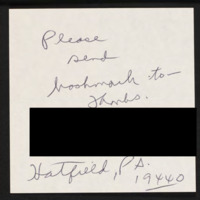 Please
send
bookmark to—
Thanks.
Hatfield, PA.
19440